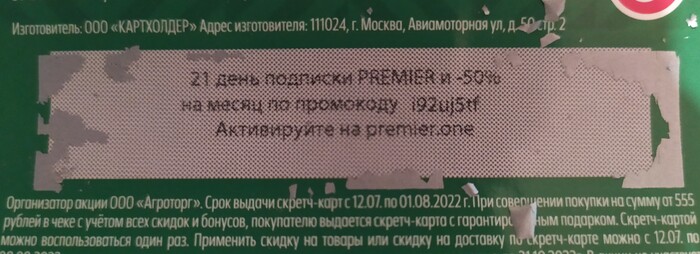 Изготовитель: ООО «КАРТХОЛДЕР» Адрес изготовителя: 111024, г. Москва, Авиамоторная ул, д. 50 стр. 2
21 день подписки PREMIER и -50%
на месяц по промокоду i92uj5tf
Активируйте на premier.one
Организатор акции ООО «Агроторг». Срок выдачи скретч-карт с 12.07. по 01.08.2022 г. При совершении покупки на сумму от 555
рублей в чеке с учётом всех скидок и бонусов, покупателю выдается скретч-карта с гарантированным подарком. Скретч-картой
можно воспользоваться один раз. Применить скидку на товары или скидку на доставку по скретч-карте можно с 12.07. по